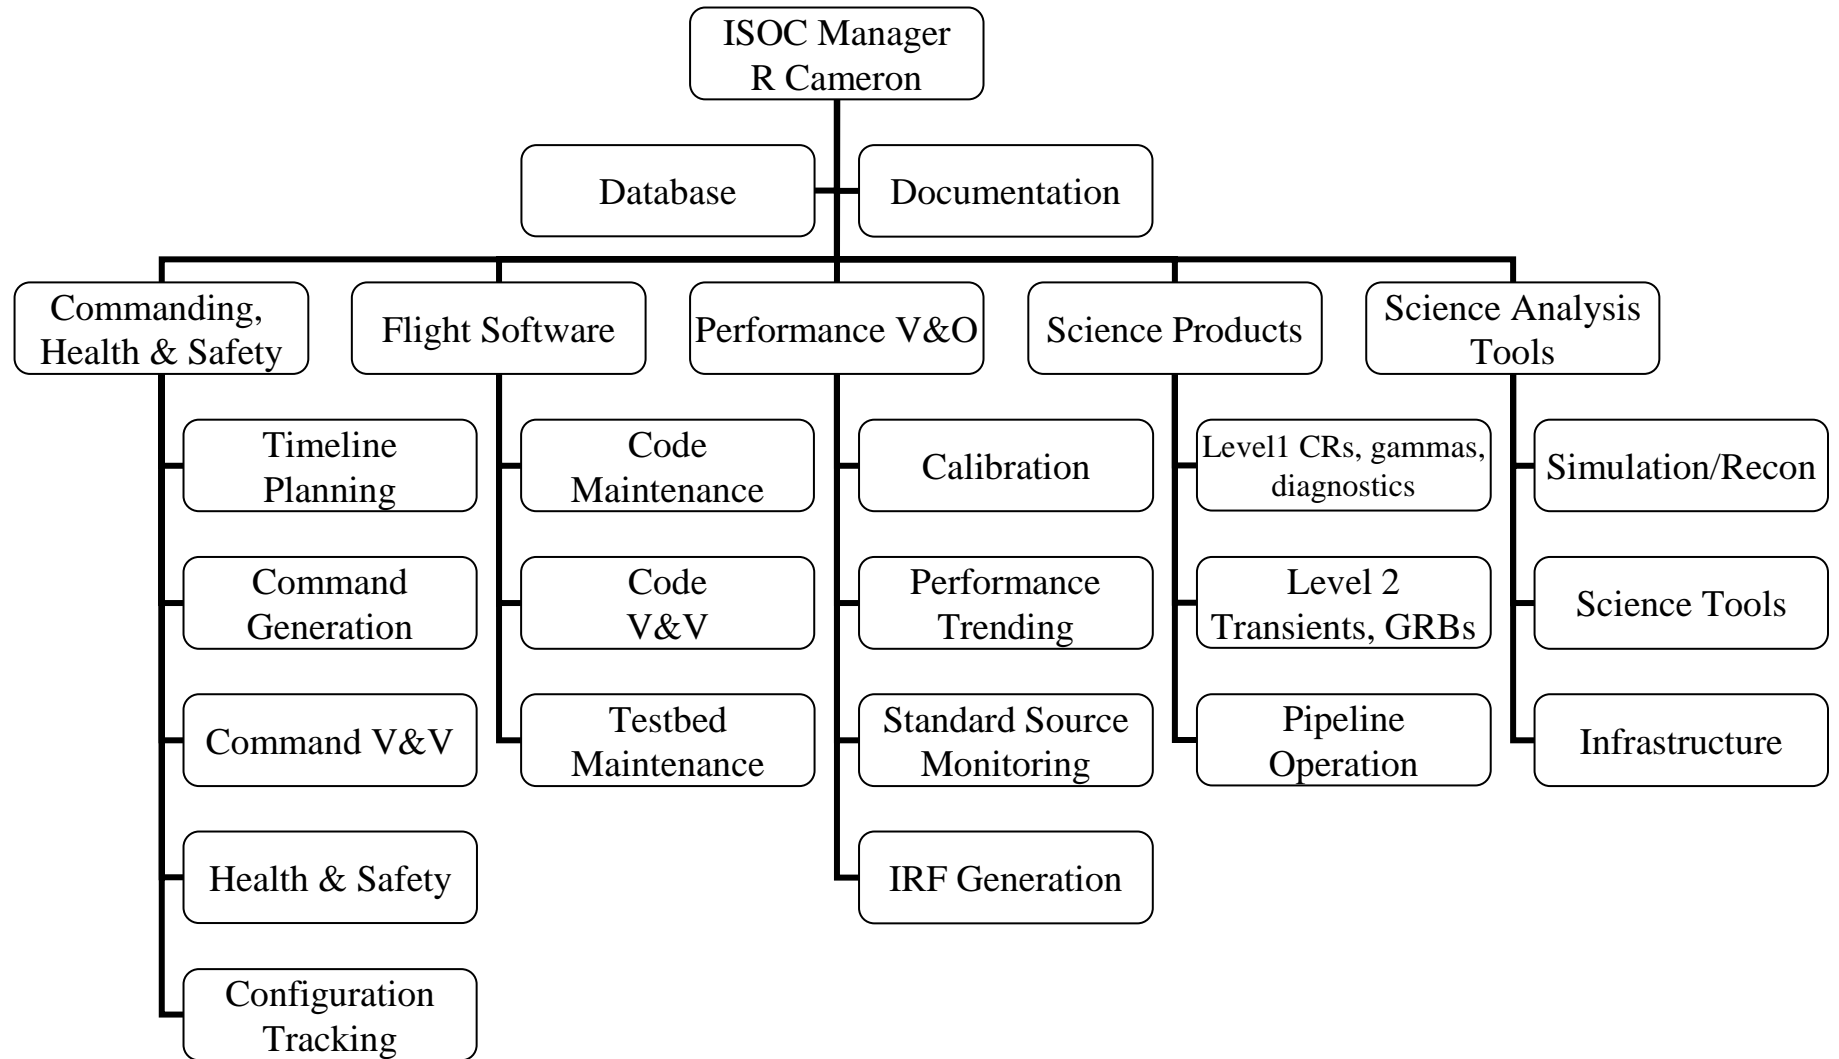 ISOC Manager
R Cameron
Database
Documentation
Commanding,
Health & Safety
Flight Software
Performance V&O
Science Products
Science Analysis
Tools
Timeline
Planning
Code
Maintenance
Calibration
Level1 CRs, gammas,
diagnostics
Simulation/Recon
Command
Generation
Code
V&V
Performance
Trending
Level 2
Transients, GRBs
Science Tools
Command V&V
Testbed
Maintenance
Standard Source
Monitoring
Pipeline
Operation
Infrastructure
Health & Safety
IRF Generation
Configuration
Tracking